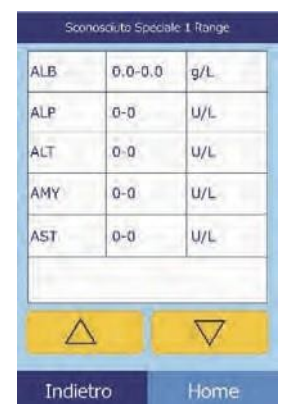 Sconosciuto Speciale 1 Range
ALB 0.0-0.0 g/L
ALP 0-0 U/L
ALT 0-0 U/L
AMY 0-0 U/L
AST 0-0 U/L
Indietro Home